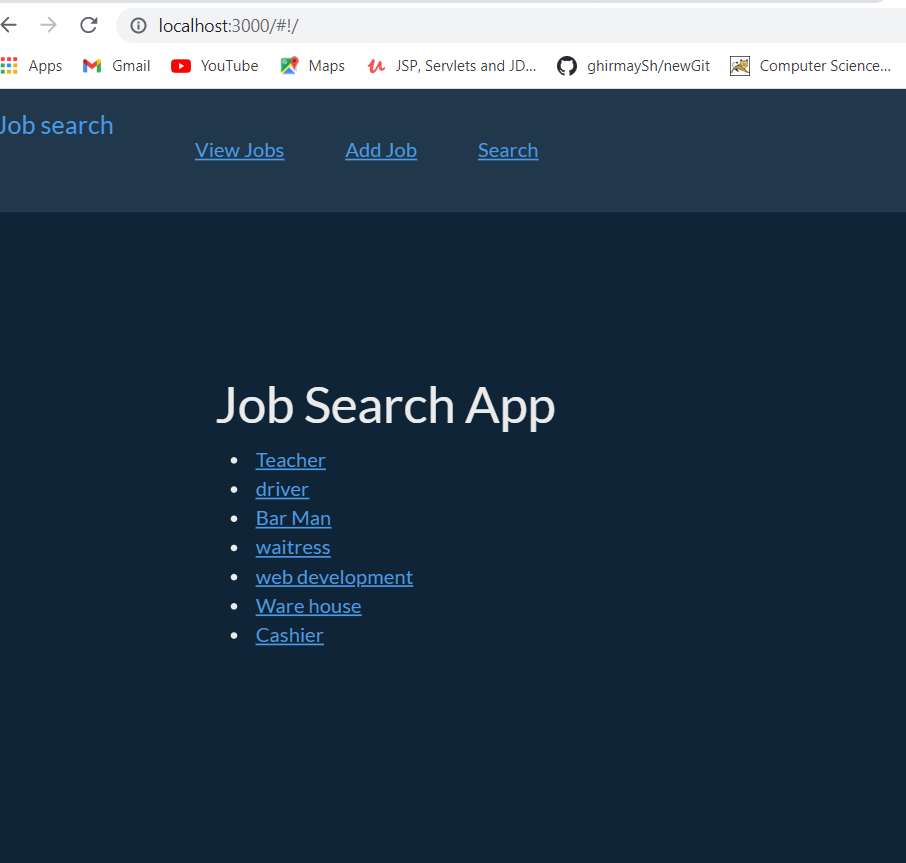 localhost:3000/#!/
Apps Gmail YouTube Maps JSP, Servlets and JD... ghirmaySh/newGit Computer Science...
Job search
View Jobs Add Job Search
Job Search App
Teacher
driver
Bar Man
waitress
web development
Ware house
Cashier